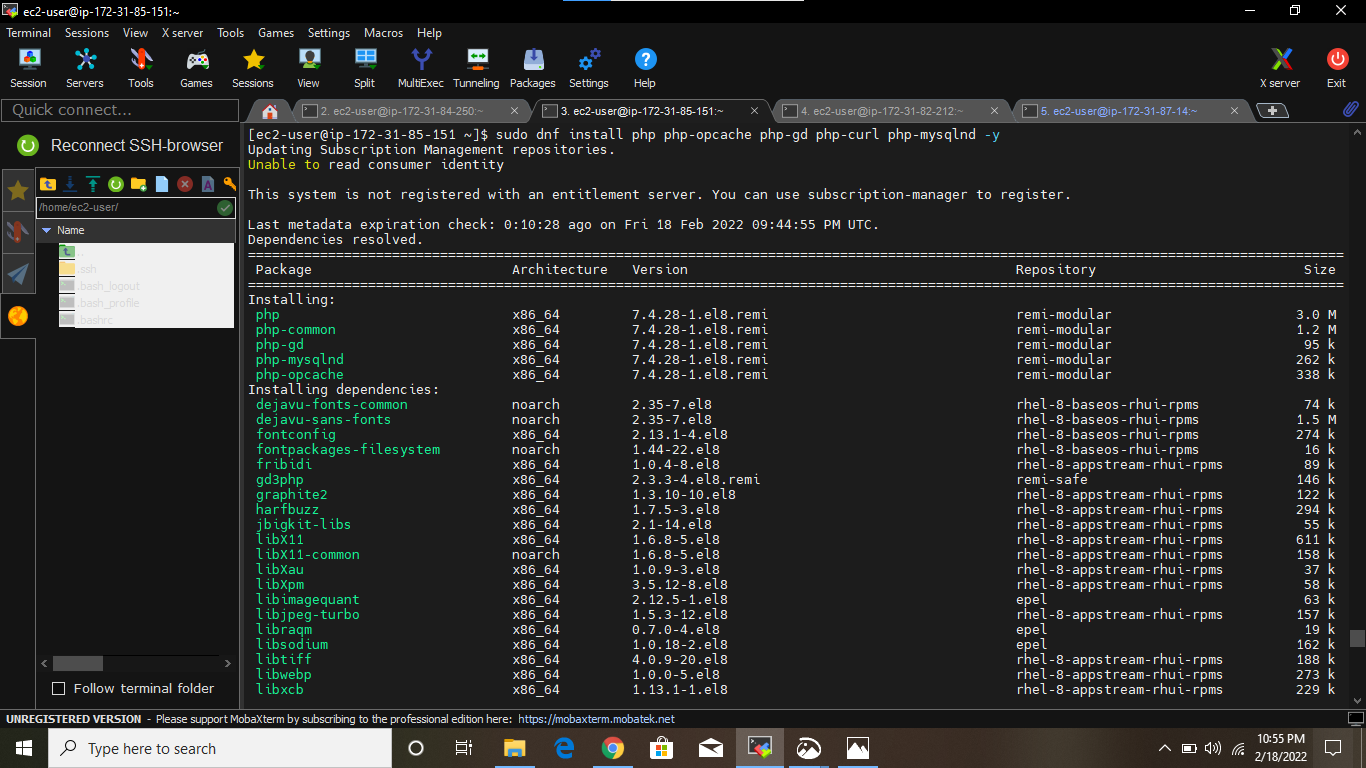 ec2-user@ip-172-31-85-151:~
Terminal Sessions View X server Tools Games Settings Macros Help
Session Servers Tools Games Sessions View Split MultiExec Tunneling Packages Settings Help X server Exit
Quick connect...
2. ec2-user@ip-172-31-84-250:~
3. ec2-user@ip-172-31-85-151:~
4. ec2-user@ip-172-31-82-212:~
5. ec2-user@ip-172-31-87-14:~
Reconnect SSH-browser
/home/ec2-user/
Name
..
.ssh
.bash_logout
.bash_profile
.bashrc
Follow terminal folder
[ec2-user@ip-172-31-85-151 ~]$ sudo dnf install php php-opcache php-gd php-curl php-mysqlnd -y
Updating Subscription Management repositories.
Unable to read consumer identity
This system is not registered with an entitlement server. You can use subscription-manager to register.
Last metadata expiration check: 0:10:28 ago on Fri 18 Feb 2022 09:44:55 PM UTC.
Dependencies resolved.
================================================================================
Package Architecture Version Repository Size
================================================================================
Installing:
php x86_64 7.4.28-1.el8.remi remi-modular 3.0 M
php-common x86_64 7.4.28-1.el8.remi remi-modular 1.2 M
php-gd x86_64 7.4.28-1.el8.remi remi-modular 95 k
php-mysqlnd x86_64 7.4.28-1.el8.remi remi-modular 262 k
php-opcache x86_64 7.4.28-1.el8.remi remi-modular 338 k
Installing dependencies:
dejavu-fonts-common noarch 2.35-7.el8 rhel-8-baseos-rhui-rpms 74 k
dejavu-sans-fonts noarch 2.35-7.el8 rhel-8-baseos-rhui-rpms 1.5 M
fontconfig x86_64 2.13.1-4.el8 rhel-8-baseos-rhui-rpms 274 k
fontpackages-filesystem noarch 1.44-22.el8 rhel-8-baseos-rhui-rpms 16 k
fribidi x86_64 1.0.4-8.el8 rhel-8-appstream-rhui-rpms 89 k
gd3php x86_64 2.3.3-4.el8.remi remi-safe 146 k
graphite2 x86_64 1.3.10-10.el8 rhel-8-appstream-rhui-rpms 122 k
harfbuzz x86_64 1.7.5-3.el8 rhel-8-appstream-rhui-rpms 294 k
jbigkit-libs x86_64 2.1-14.el8 rhel-8-appstream-rhui-rpms 55 k
libX11 x86_64 1.6.8-5.el8 rhel-8-appstream-rhui-rpms 611 k
libX11-common noarch 1.6.8-5.el8 rhel-8-appstream-rhui-rpms 158 k
libXau x86_64 1.0.9-3.el8 rhel-8-appstream-rhui-rpms 37 k
libXpm x86_64 3.5.12-8.el8 rhel-8-appstream-rhui-rpms 58 k
libimagequant x86_64 2.12.5-1.el8 epel 63 k
libjpeg-turbo x86_64 1.5.3-12.el8 rhel-8-appstream-rhui-rpms 157 k
libraqm x86_64 0.7.0-4.el8 epel 19 k
libsodium x86_64 1.0.18-2.el8 epel 162 k
libtiff x86_64 4.0.9-20.el8 rhel-8-appstream-rhui-rpms 188 k
libwebp x86_64 1.0.0-5.el8 rhel-8-appstream-rhui-rpms 273 k
libxcb x86_64 1.13.1-1.el8 rhel-8-appstream-rhui-rpms 229 k
UNREGISTERED VERSION - Please support MobaXterm by subscribing to the professional edition here: https://mobaxterm.mobatek.net
Type here to search
10:55 PM
2/18/2022